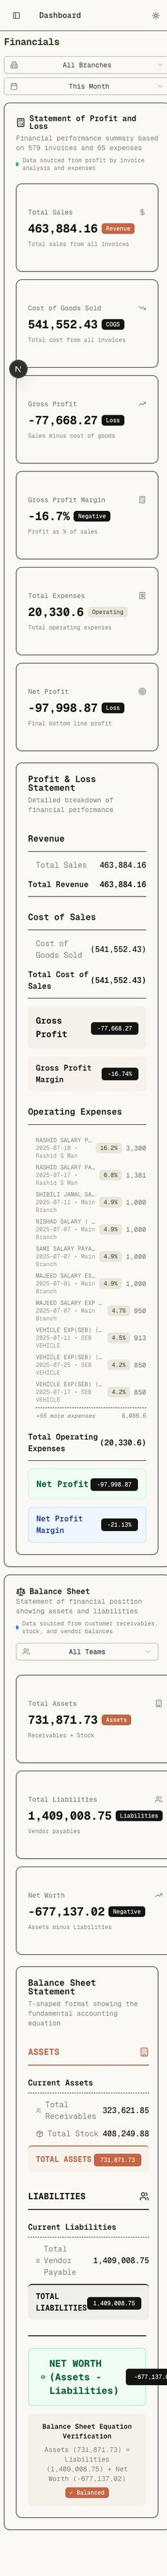 Dashboard
Financials
All Branches
This Month
Statement of Profit and
Loss
Financial performance summary based
on 579 invoices and 65 expenses
Data sourced from profit by invoice
analysis and expenses
Total Sales
463,884.16 Revenue
Total sales from all invoices
Cost of Goods Sold
541,552.43 COGS
Total cost from all invoices
N
Gross Profit
-77,668.27 Loss
Sales minus cost of goods
Gross Profit Margin
-16.7% Negative
Profit as % of sales
Total Expenses
20,330.6 Operating
Total operating expenses
Net Profit
-97,998.87 Loss
Final bottom line profit
Profit & Loss
Statement
Detailed breakdown of
financial performance
Revenue
Total Sales 463,884.16
Total Revenue 463,884.16
Cost of Sales
Cost of
Goods Sold (541,552.43)
Total Cost of
Sales (541,552.43)
Gross
Profit -77,668.27
Gross Profit
Margin -16.74%
Operating Expenses
RASHID SALARY P…
2025-07-18 •
Rashid S Wan
16.2% 3,300
RASHID SALARY PA…
2025-07-17 •
Rashid S Wan
6.8% 1,381
SHIBILI JAMAL SA…
2025-07-11 • Main
Branch
4.9% 1,000
NISHAD SALARY ( …
2025-07-07 • Main
Branch
4.9% 1,000
SAMI SALARY PAYA…
2025-07-07 • Main
Branch
4.9% 1,000
MAJEED SALARY EX…
2025-07-01 • Main
Branch
4.9% 1,000
MAJEED SALARY EXP …
2025-07-07 • Main
Branch
4.7% 950
VEHICLE EXP(SEB) (…
2025-07-11 • SEB
VEHICLE
4.5% 913
VEHICLE EXP(SEB) (…
2025-07-25 • SEB
VEHICLE
4.2% 850
VEHICLE EXP(SEB) (…
2025-07-17 • SEB
VEHICLE
4.2% 850
+55 more expenses 8,086.6
Total Operating
Expenses (20,330.6)
Net Profit -97,998.87
Net Profit
Margin -21.13%
Balance Sheet
Statement of financial position
showing assets and liabilities
Data sourced from customer receivables,
stock, and vendor balances
All Teams
Total Assets
731,871.73 Assets
Receivables + Stock
Total Liabilities
1,409,008.75 Liabilities
Vendor payables
Net Worth
-677,137.02 Negative
Assets minus Liabilities
Balance Sheet
Statement
T-shaped format showing the
fundamental accounting
equation
ASSETS
Current Assets
Total
Receivables 323,621.85
Total Stock 408,249.88
TOTAL ASSETS 731,871.73
LIABILITIES
Current Liabilities
Total
Vendor
Payable
1,409,008.75
TOTAL
LIABILITIES 1,409,008.75
NET WORTH
(Assets -
Liabilities)
-677,137.0
Balance Sheet Equation
Verification
Assets (731,871.73) =
Liabilities
(1,409,008.75) + Net
Worth (-677,137.02)
✓ Balanced